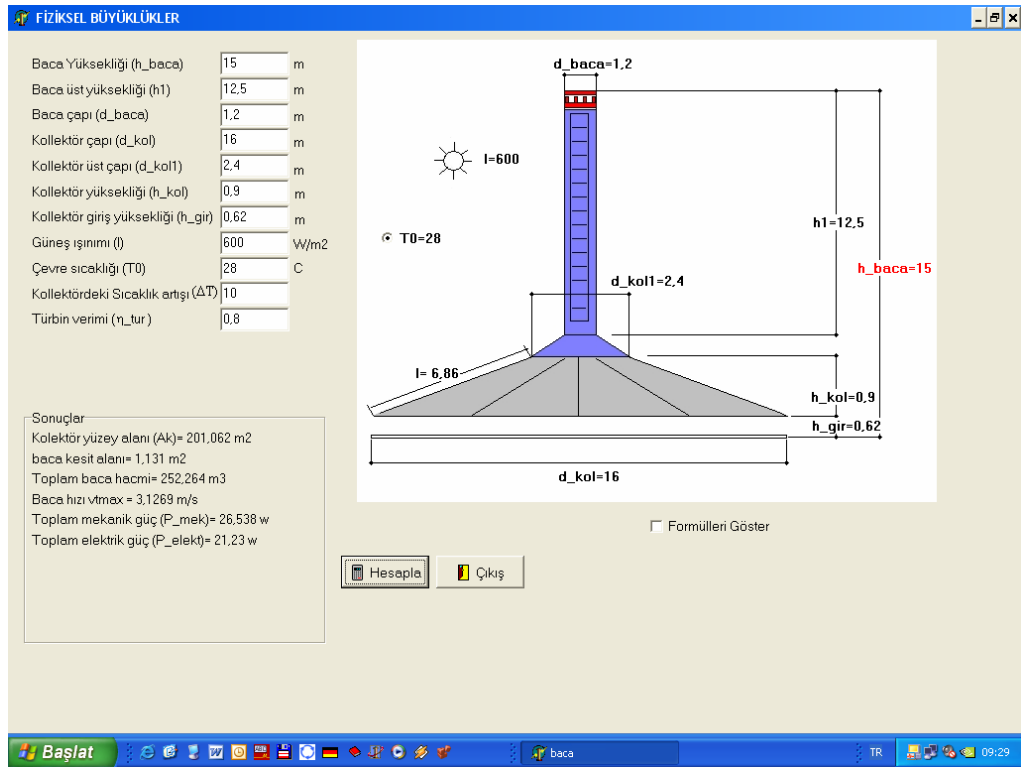 FİZİKSEL BÜYÜKLÜKLER
Baca Yüksekliği (h_baca) 15 m
Baca üst yüksekliği (h1) 12,5 m
Baca çapı (d_baca) 1,2 m
Kollektör çapı (d_kol) 16 m
Kollektör üst çapı (d_kol1) 2,4 m
Kollektör yüksekliği (h_kol) 0,9 m
Kollektör giriş yüksekliği (h_gir) 0,62 m
Güneş ışınımı (I) 600 W/m2
Çevre sıcaklığı (T0) 28 C
Kollektördeki Sıcaklık artışı (ΔT) 10
Türbin verimi (η_tur) 0,8
d_baca=1,2
I=600
T0=28
h1=12,5
h_baca=15
d_kol1=2,4
l= 6,86
h_kol=0,9
h_gir=0,62
d_kol=16
Sonuçlar
Kolektör yüzey alanı (Ak)= 201,062 m2
baca kesit alanı= 1,131 m2
Toplam baca hacmi= 252,264 m3
Baca hızı vtmax = 3,1269 m/s
Toplam mekanik güç (P_mek)= 26,538 w
Toplam elektrik güç (P_elekt)= 21,23 w
Formülleri Göster
Hesapla Çıkış
Başlat baca TR 09:29